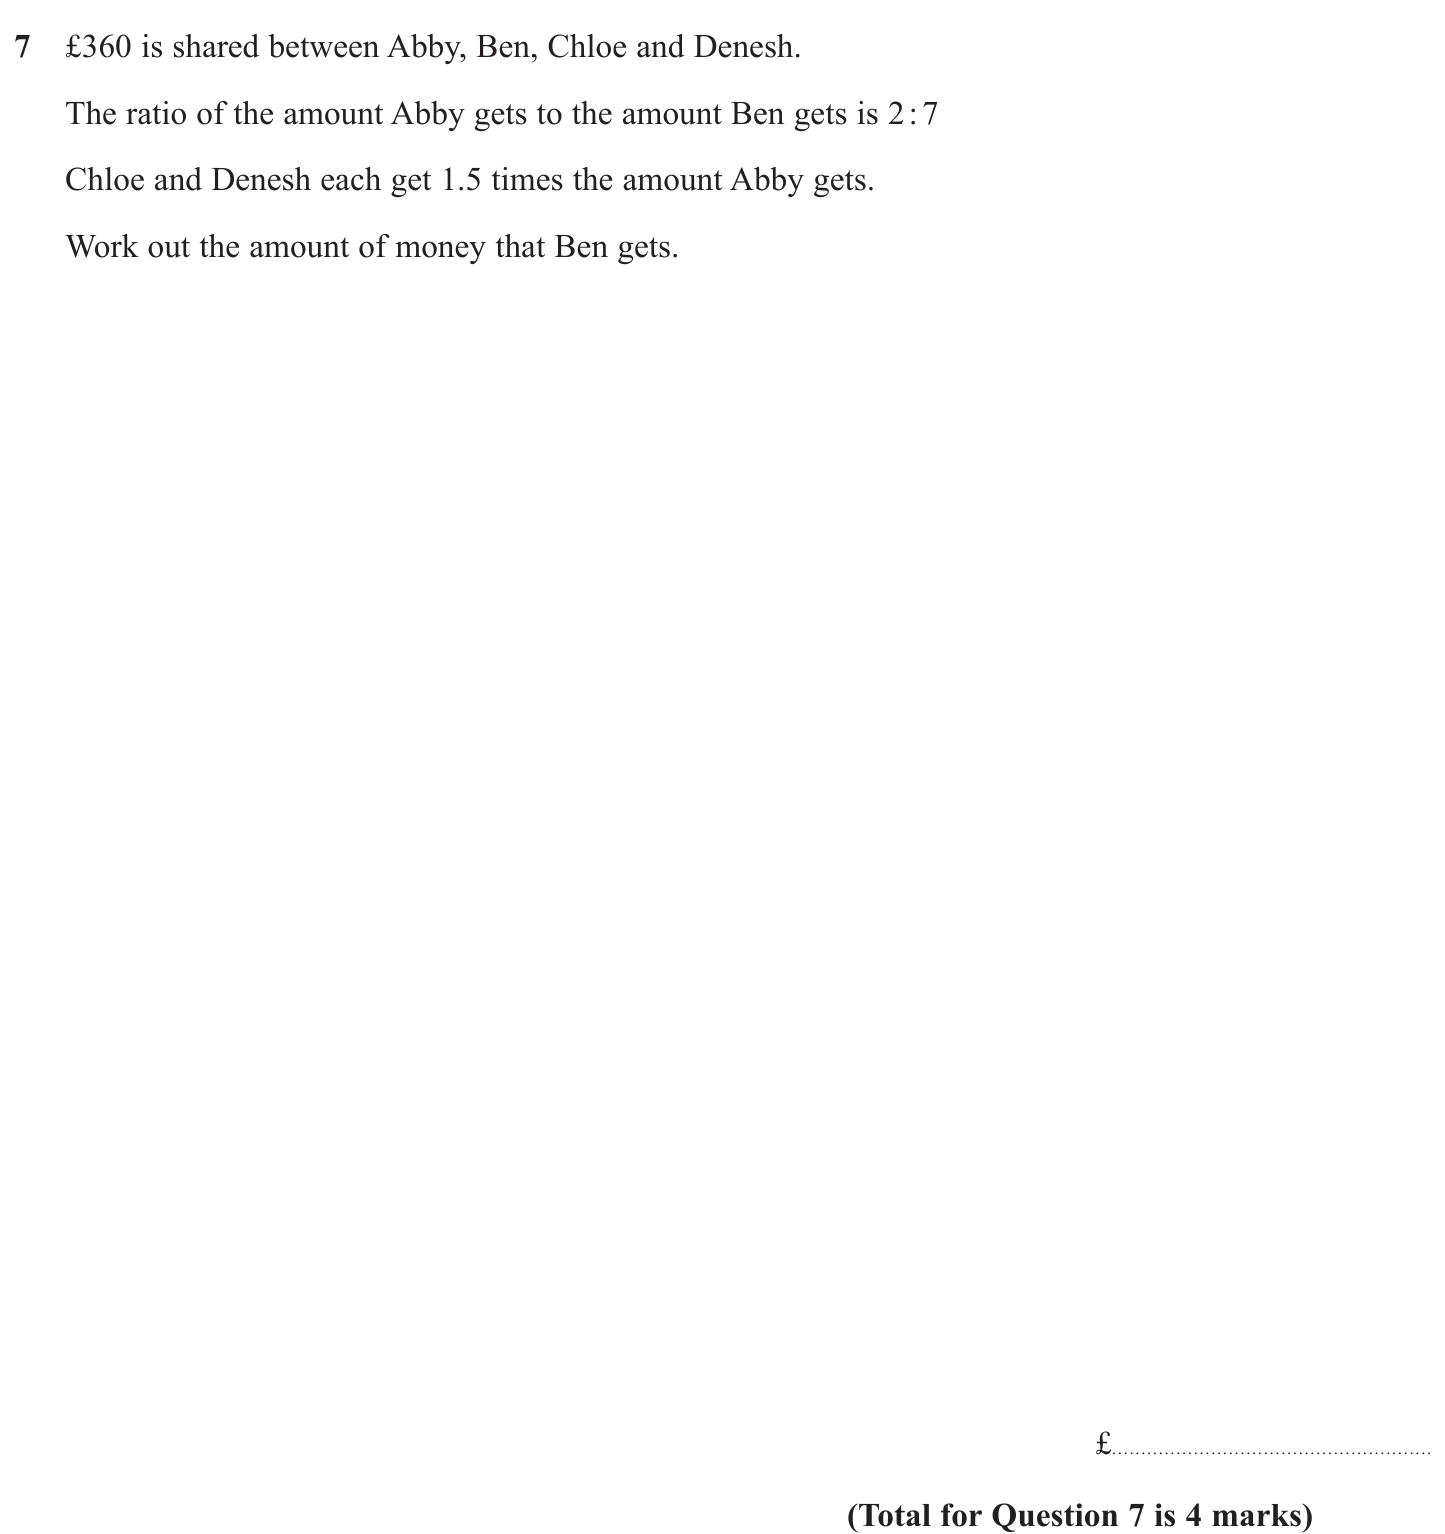 7 £360 is shared between Abby, Ben, Chloe and Denesh.
The ratio of the amount Abby gets to the amount Ben gets is 2 : 7
Chloe and Denesh each get 1.5 times the amount Abby gets.
Work out the amount of money that Ben gets.
£.......................................................
(Total for Question 7 is 4 marks)